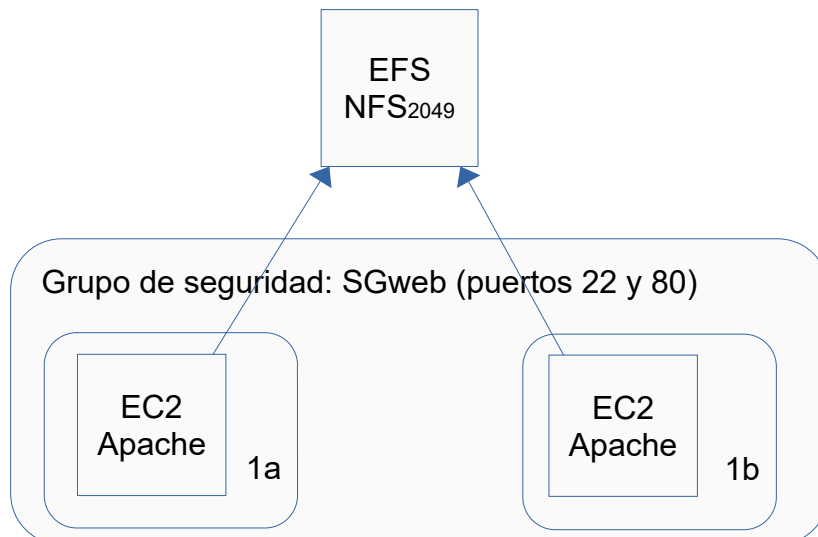 EFS
NFS2049
Grupo de seguridad: SGweb (puertos 22 y 80)
EC2
Apache
1a
EC2
Apache
1b